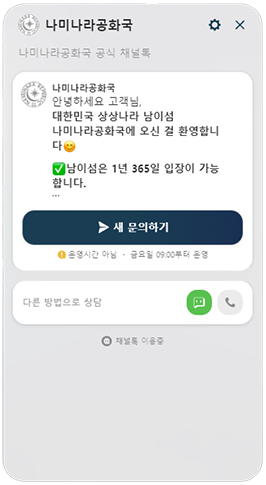 나미나라공화국
나미나라공화국 공식 채널톡
나미나라공화국
안녕하세요 고객님,
대한민국 상상나라 남이섬
나미나라공화국에 오신 걸 환영합니
다😊
✅남이섬은 1년 365일 입장이 가능
합니다.
...
새 문의하기
운영시간 아님 · 금요일 09:00부터 운영
다른 방법으로 상담
채널톡 이용중